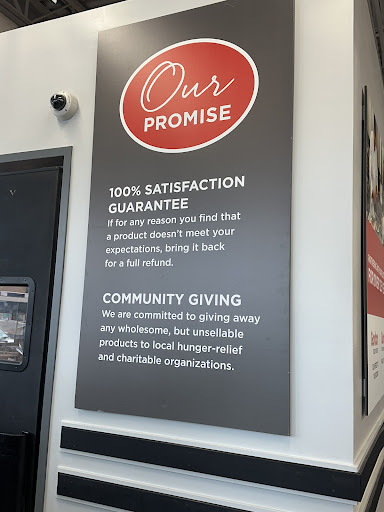 Our
PROMISE
100% SATISFACTION
GUARANTEE
If for any reason you find that
a product doesn't meet your
expectations, bring it back
for a full refund.
COMMUNITY GIVING
We are committed to giving away
any wholesome, but unsellable
products to local hunger-relief
and charitable organizations.